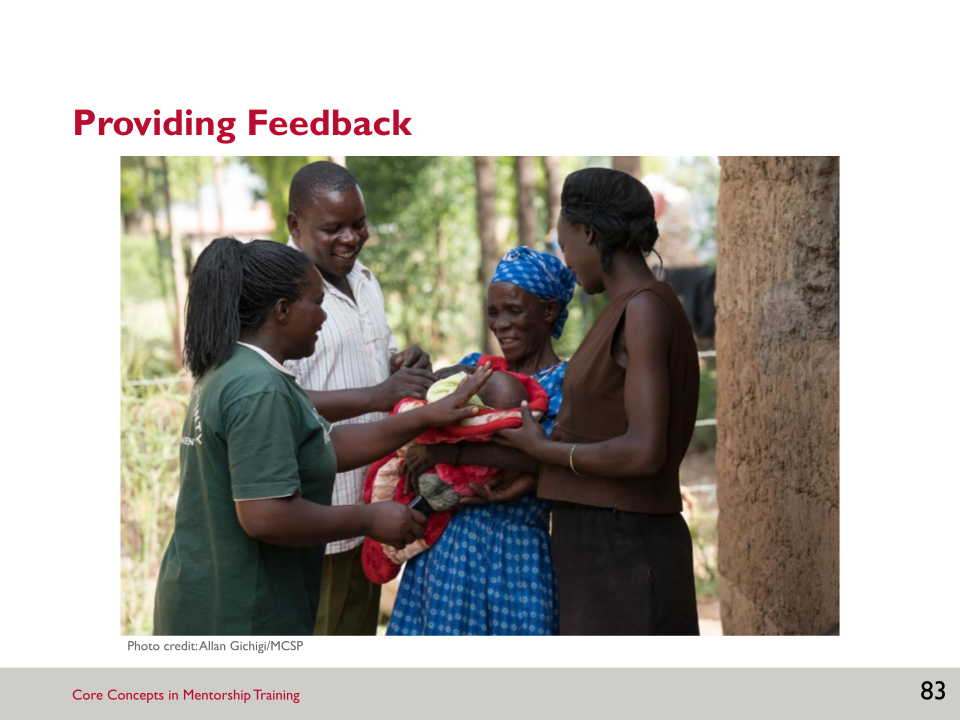 Providing Feedback
Photo credit: Allan Gichigi/MCSP
Core Concepts in Mentorship Training
83